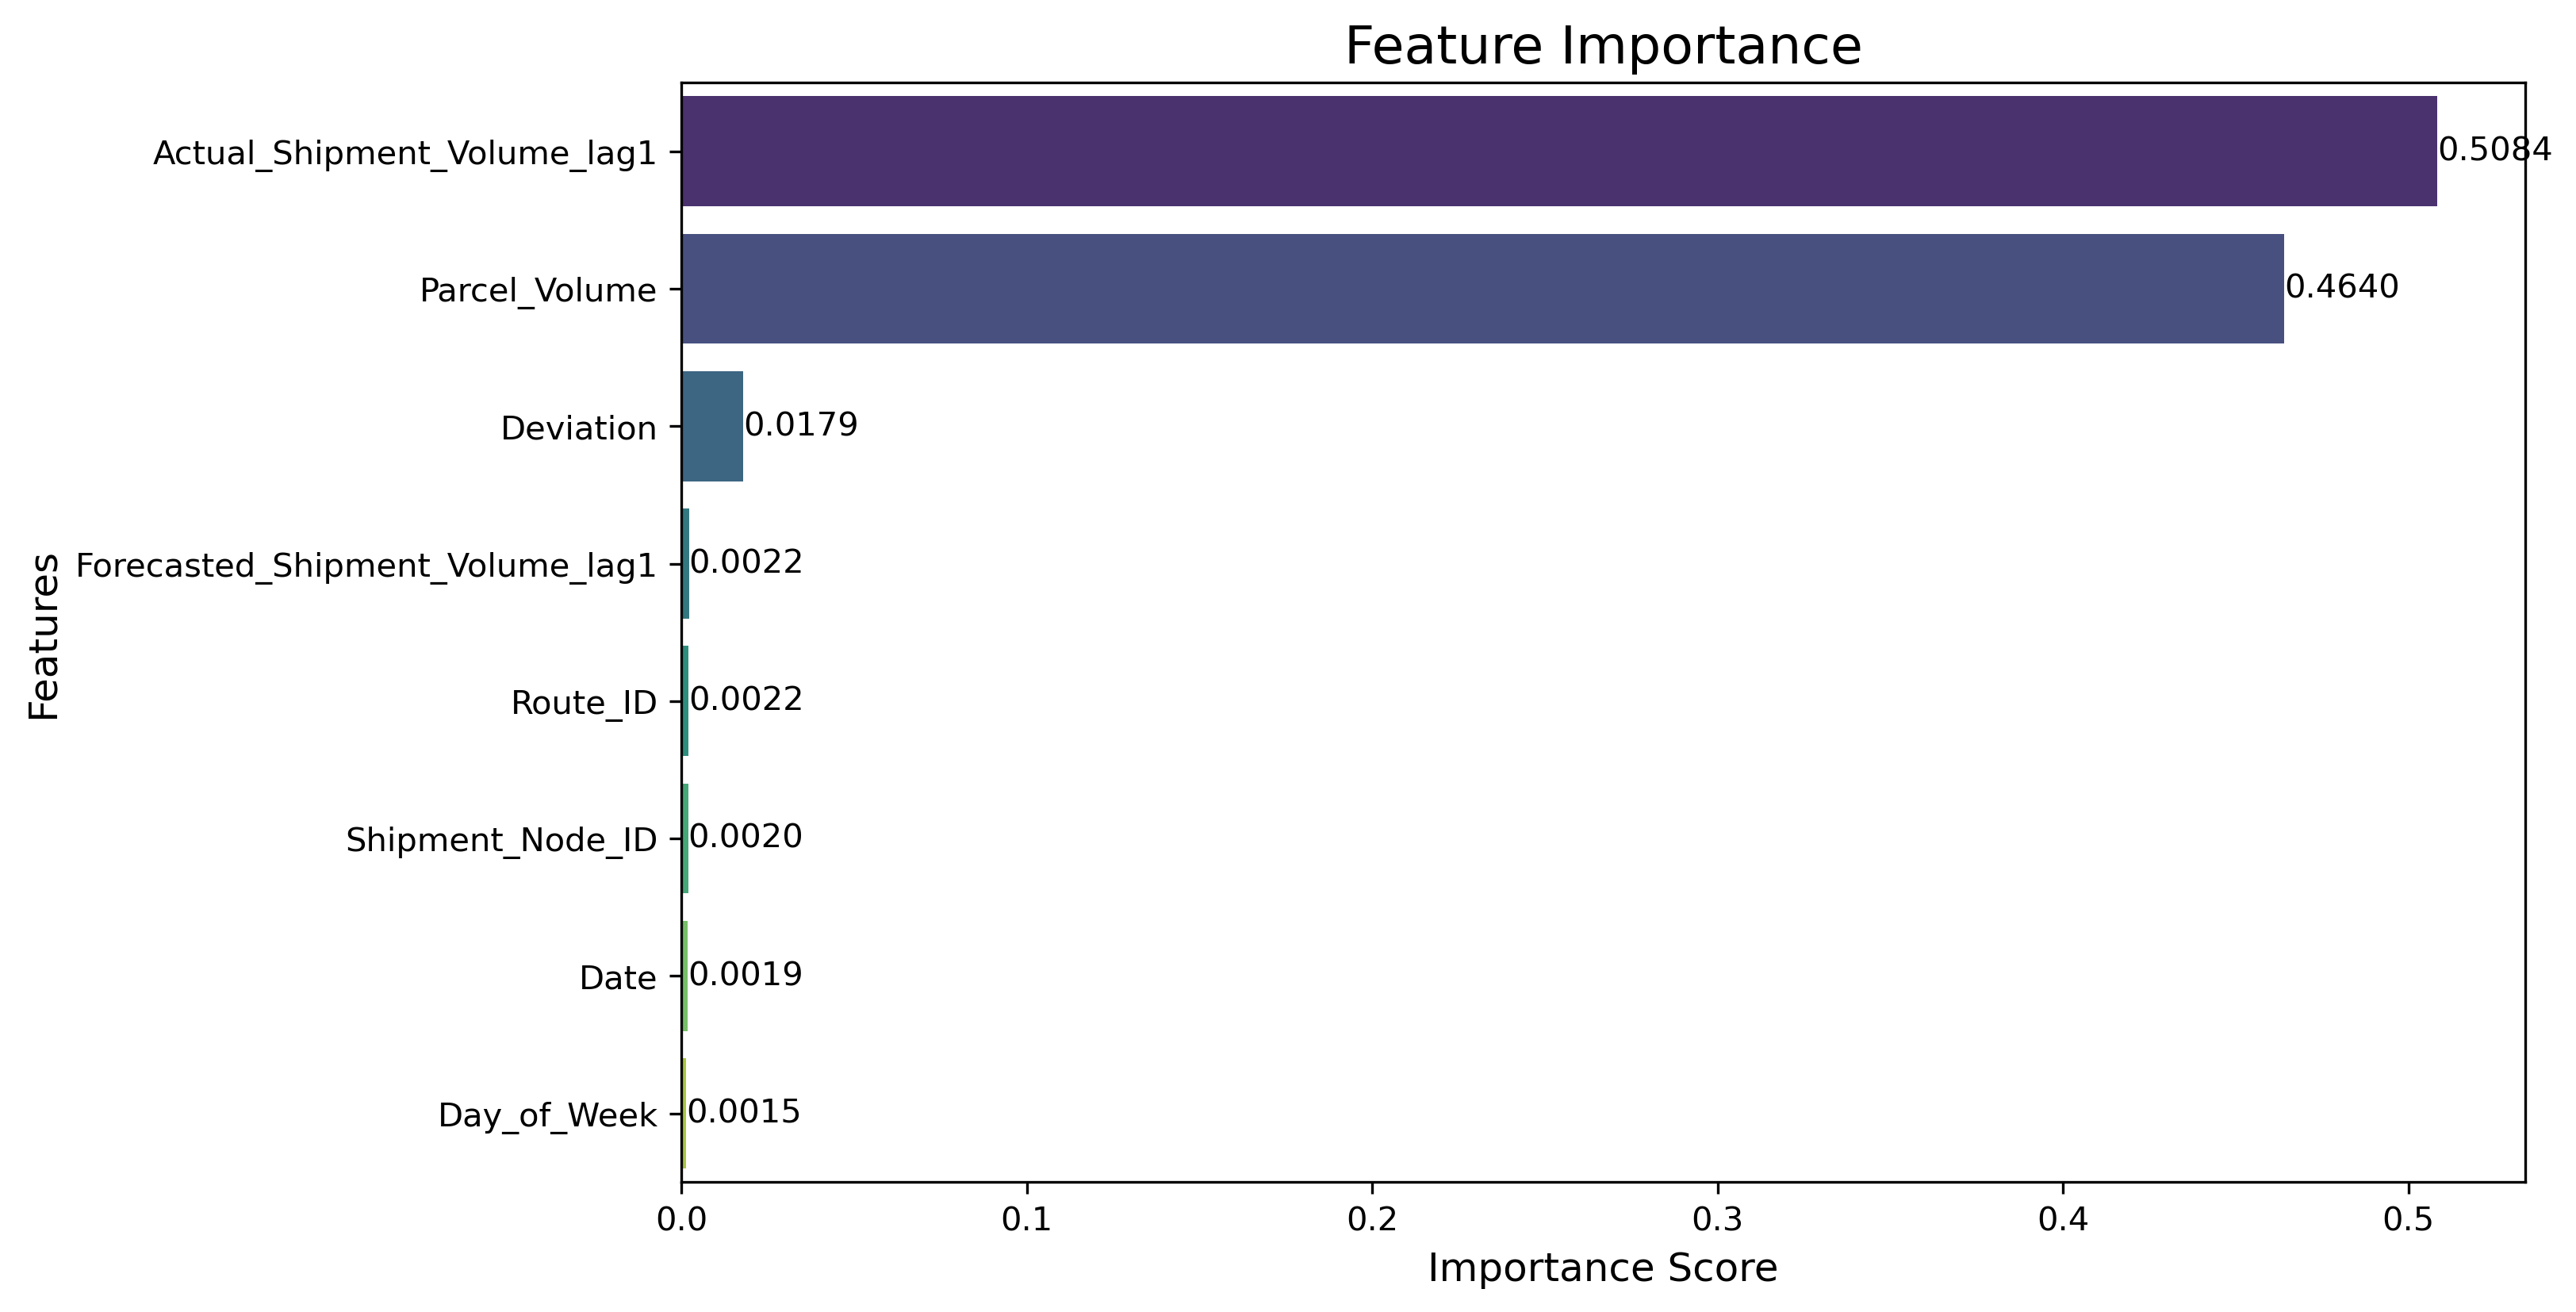 Feature Importance
Actual_Shipment_Volume_lag1
0.5084
Parcel_Volume
0.4640
Deviation
0.0179
Forecasted_Shipment_Volume_lag1
0.0022
Route_ID
0.0022
Shipment_Node_ID
0.0020
Date
0.0019
Day_of_Week
0.0015
Features
0.0 0.1 0.2 0.3 0.4 0.5
Importance Score